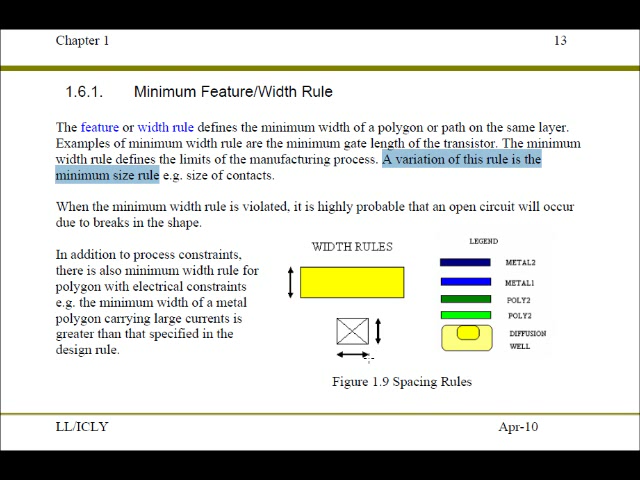 Chapter 1
13
1.6.1. Minimum Feature/Width Rule
The feature or width rule defines the minimum width of a polygon or path on the same layer.
Examples of minimum width rule are the minimum gate length of the transistor. The minimum
width rule defines the limits of the manufacturing process. A variation of this rule is the
minimum size rule e.g. size of contacts.
When the minimum width rule is violated, it is highly probable that an open circuit will occur
due to breaks in the shape.
In addition to process constraints,
there is also minimum width rule for
polygon with electrical constraints
e.g. the minimum width of a metal
polygon carrying large currents is
greater than that specified in the
design rule.
WIDTH RULES
LEGEND
METAL2
METAL1
POLY2
POLY2
DIFFUSION
WELL
Figure 1.9 Spacing Rules
LL/ICLY
Apr-10